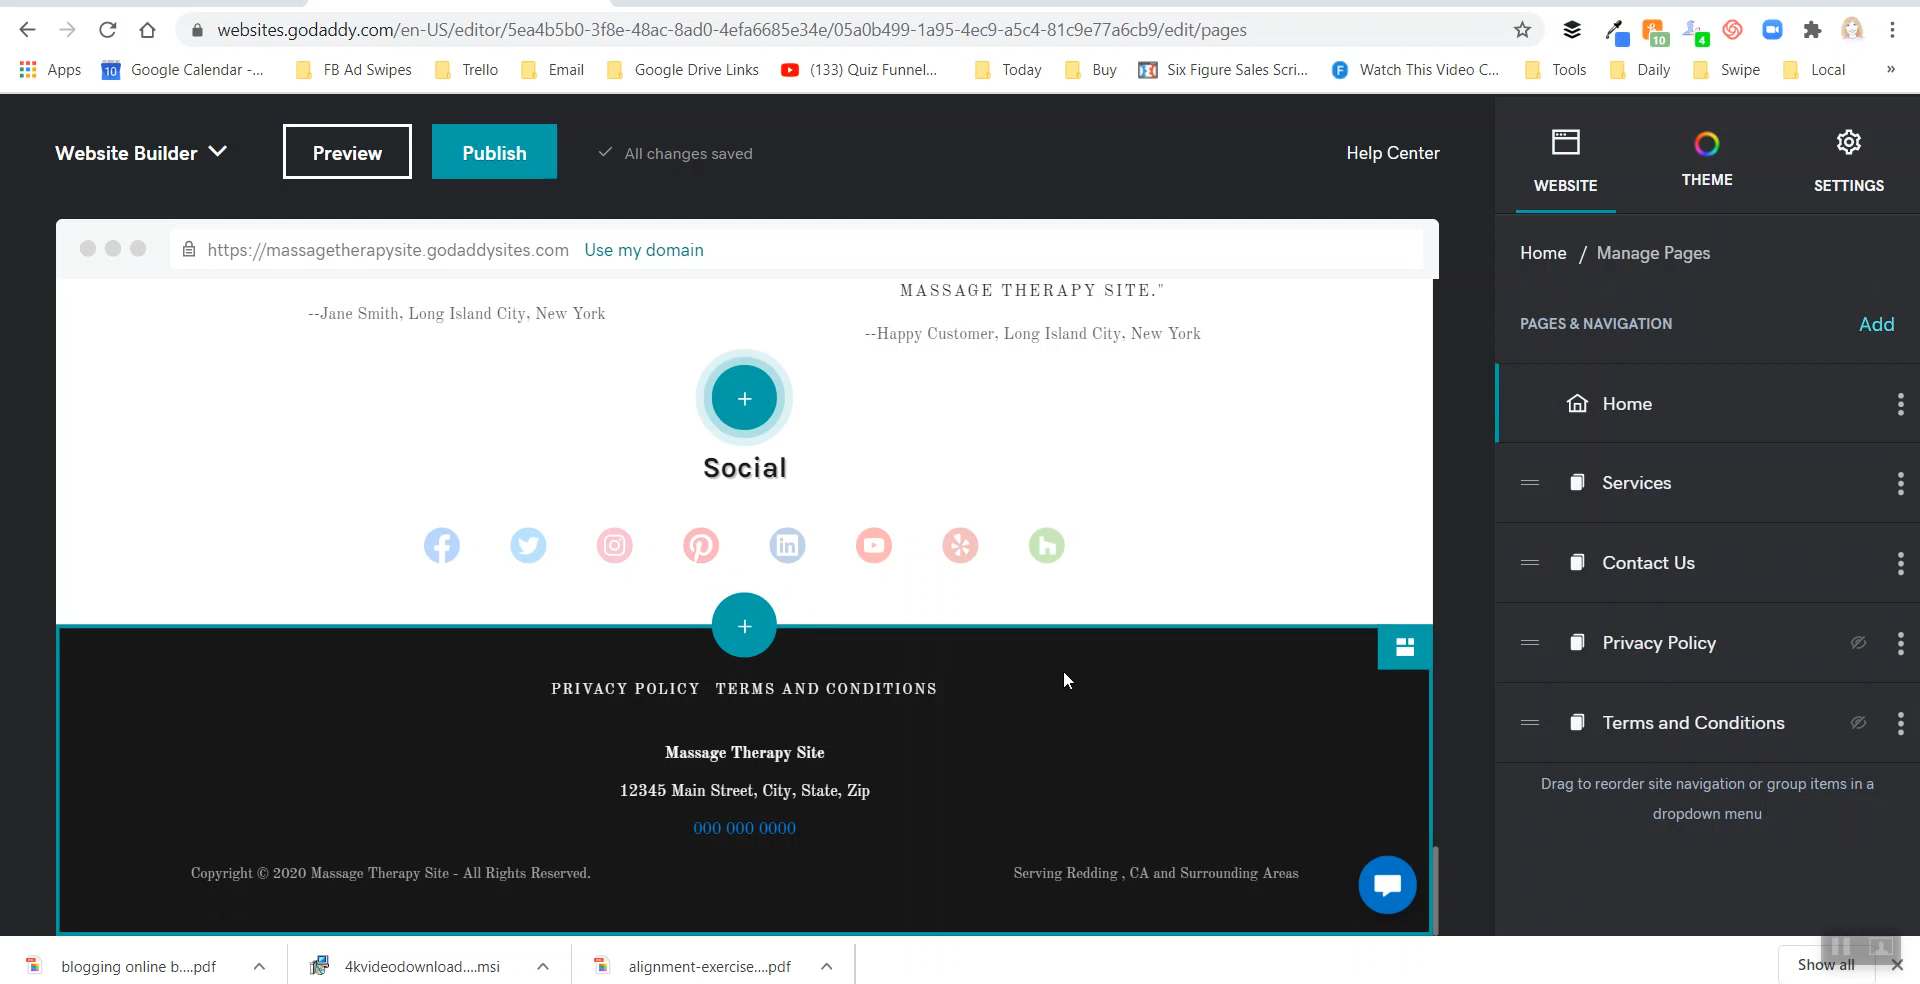 websites.godaddy.com/en-US/editor/5ea4b5b0-3f8e-48ac-8ad0-4efa6685e34e/05a0b499-1a95-4ec9-a5c4-81c9e77a6cb9/edit/pages
10
4
Apps
10
Google Calendar -...
FB Ad Swipes
Trello
Email
Google Drive Links
(133) Quiz Funnel...
Today
Buy
Six Figure Sales Scri...
Watch This Video C...
Tools
Daily
Swipe
Local
»
Website Builder
Preview
Publish
All changes saved
Help Center
WEBSITE
THEME
SETTINGS
https://massagetherapysite.godaddysites.com Use my domain
Home / Manage Pages
MASSAGE THERAPY SITE."
--Jane Smith, Long Island City, New York
--Happy Customer, Long Island City, New York
PAGES & NAVIGATION
Add
Social
Home
Services
Contact Us
Privacy Policy
Terms and Conditions
Drag to reorder site navigation or group items in a
dropdown menu
PRIVACY POLICY TERMS AND CONDITIONS
Massage Therapy Site
12345 Main Street, City, State, Zip
000 000 0000
Copyright © 2020 Massage Therapy Site - All Rights Reserved.
Serving Redding , CA and Surrounding Areas
blogging online b....pdf
4kvideodownload....msi
alignment-exercise....pdf
Show all